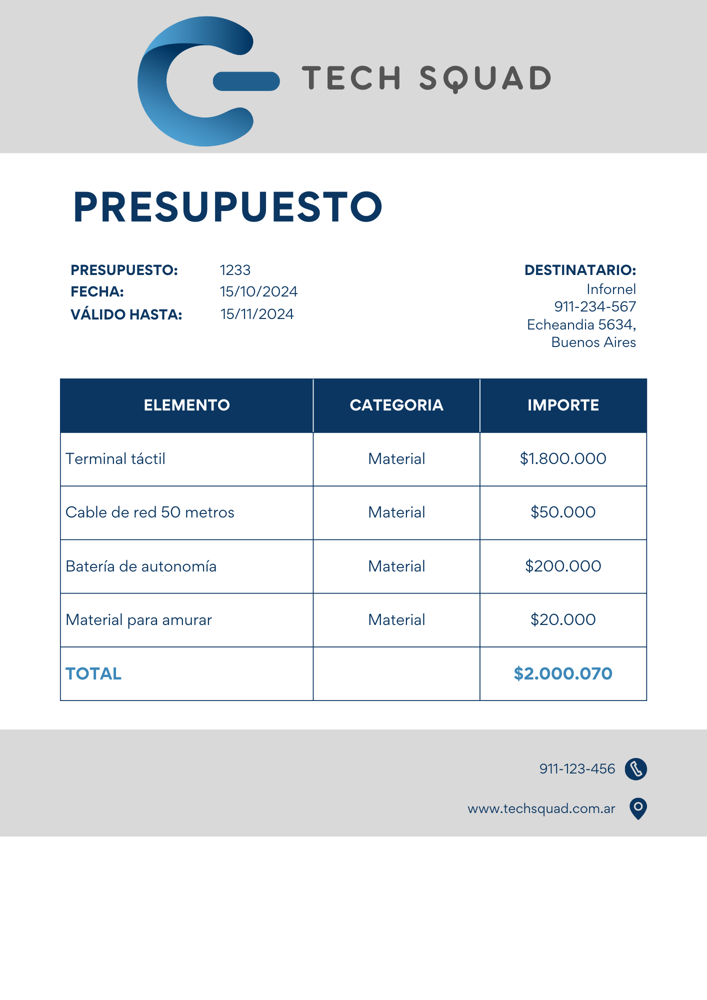 TECH SQUAD
PRESUPUESTO
PRESUPUESTO: 1233
FECHA: 15/10/2024
VÁLIDO HASTA: 15/11/2024
DESTINATARIO:
Infornel
911-234-567
Echeandia 5634,
Buenos Aires
ELEMENTO CATEGORIA IMPORTE
Terminal táctil Material $1.800.000
Cable de red 50 metros Material $50.000
Batería de autonomía Material $200.000
Material para amurar Material $20.000
TOTAL $2.000.070
911-123-456
www.techsquad.com.ar